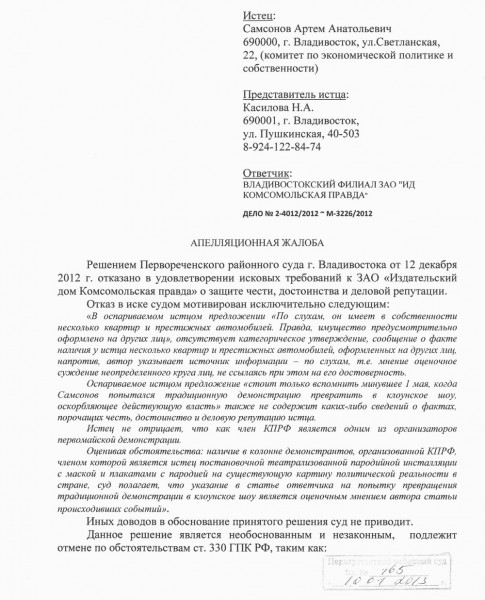 Истец:
Самсонов Артем Анатольевич
690000, г. Владивосток, ул.Светланская,
22, (комитет по экономической политике и
собственности)
Представитель истца:
Касилова Н.А.
690001, г. Владивосток,
ул. Пушкинская, 40-503
8-924-122-84-74
Ответчик:
ВЛАДИВОСТОКСКИЙ ФИЛИАЛ ЗАО "ИД
КОМСОМОЛЬСКАЯ ПРАВДА"
ДЕЛО № 2-4012/2012 ~ М-3226/2012
АПЕЛЛЯЦИОННАЯ ЖАЛОБА
Решением Первореченского районного суда г. Владивостока от 12 декабря
2012 г. отказано в удовлетворении исковых требований к ЗАО «Издательский
дом Комсомольская правда» о защите чести, достоинства и деловой репутации.
Отказ в иске судом мотивирован исключительно следующим:
«В оспариваемом истцом предложении «По слухам, он имеет в собственности
несколько квартир и престижных автомобилей. Правда, имущество предусмотрительно
оформлено на других лиц», отсутствует категорическое утверждение, сообщение о факте
наличия у истца несколько квартир и престижных автомобилей, оформленных на других лиц,
напротив, автор указывает источник информации – по слухам, т.е. мнение оценочное
суждение неопределенного круга лиц, не ссылаясь при этом на его достоверность.
Оспариваемое истцом предложение «стоит только вспомнить минувшее 1 мая, когда
Самсонов попытался традиционную демонстрацию превратить в клоунское шоу,
оскорбляющее действующую власть» также не содержит каких-либо сведений о фактах,
порочащих честь, достоинство и деловую репутацию истца.
Истец не отрицает, что как член КПРФ является одним из организаторов
первомайской демонстрации.
Оценивая обстоятельства: наличие в колонне демонстрантов, организованной КПРФ,
членом которой является истец постановочной театрализованной пародийной инсталляции
с маской и плакатами с пародией на существующую картину политической реальности в
стране, суд полагает, что указание в статье ответчика на попытку превращения
традиционной демонстрации в клоунское шоу является оценочным мнением автора статьи
происходивших событий».
Иных доводов в обоснование принятого решения суд не приводит.
Данное решение является необоснованным и незаконным, подлежит
отмене по обстоятельствам ст. 330 ГПК РФ, таким как:
суд
765
10 01 2013